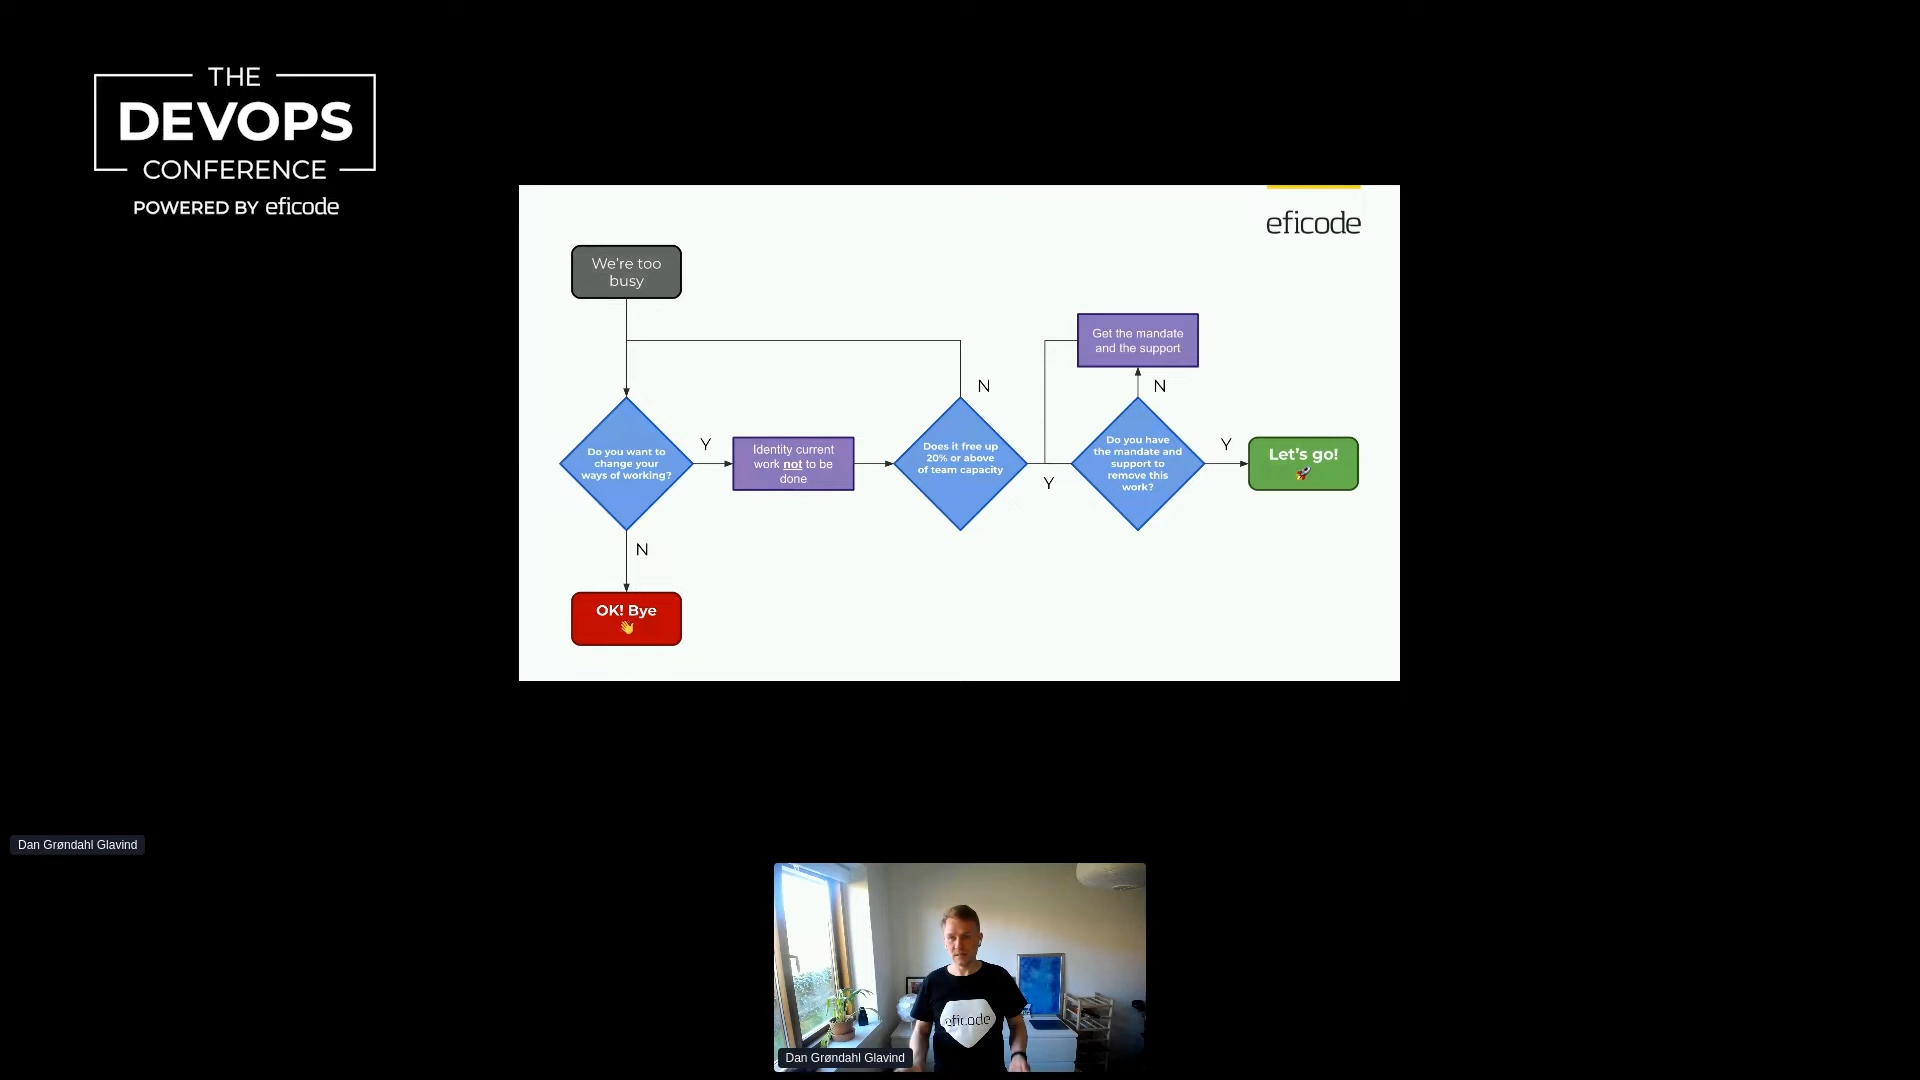 THE
DEVOPS
CONFERENCE
POWERED BY eficode
eficode
We're too
busy
Get the mandate
and the support
N
N
Do you want to
change your
ways of working?
Y
Identity current
work not to be
done
Does it free up
20% or above
of team capacity
Y
Do you have
the mandate and
support to
remove this
work?
Y
Let's go!
🚀
N
OK! Bye
👋
Dan Grøndahl Glavind
eficode
Dan Grøndahl Glavind